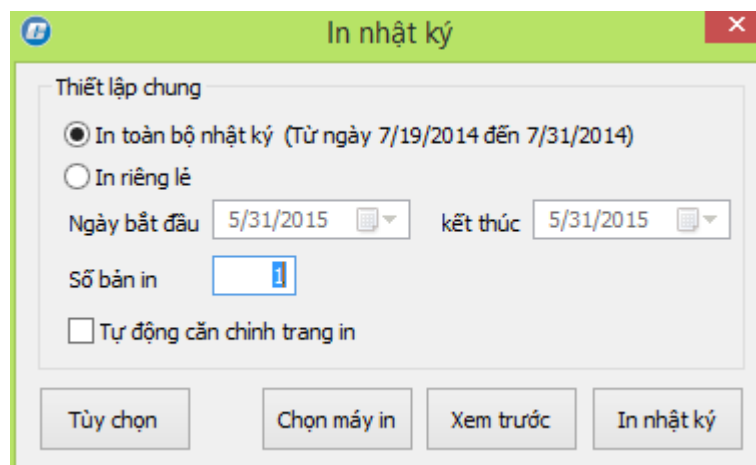 In nhật ký
Thiết lập chung
In toàn bộ nhật ký (Từ ngày 7/19/2014 đến 7/31/2014)
In riêng lẻ
Ngày bắt đầu 5/31/2015 kết thúc 5/31/2015
Số bản in 1
Tự động căn chỉnh trang in
Tùy chọn Chọn máy in Xem trước In nhật ký